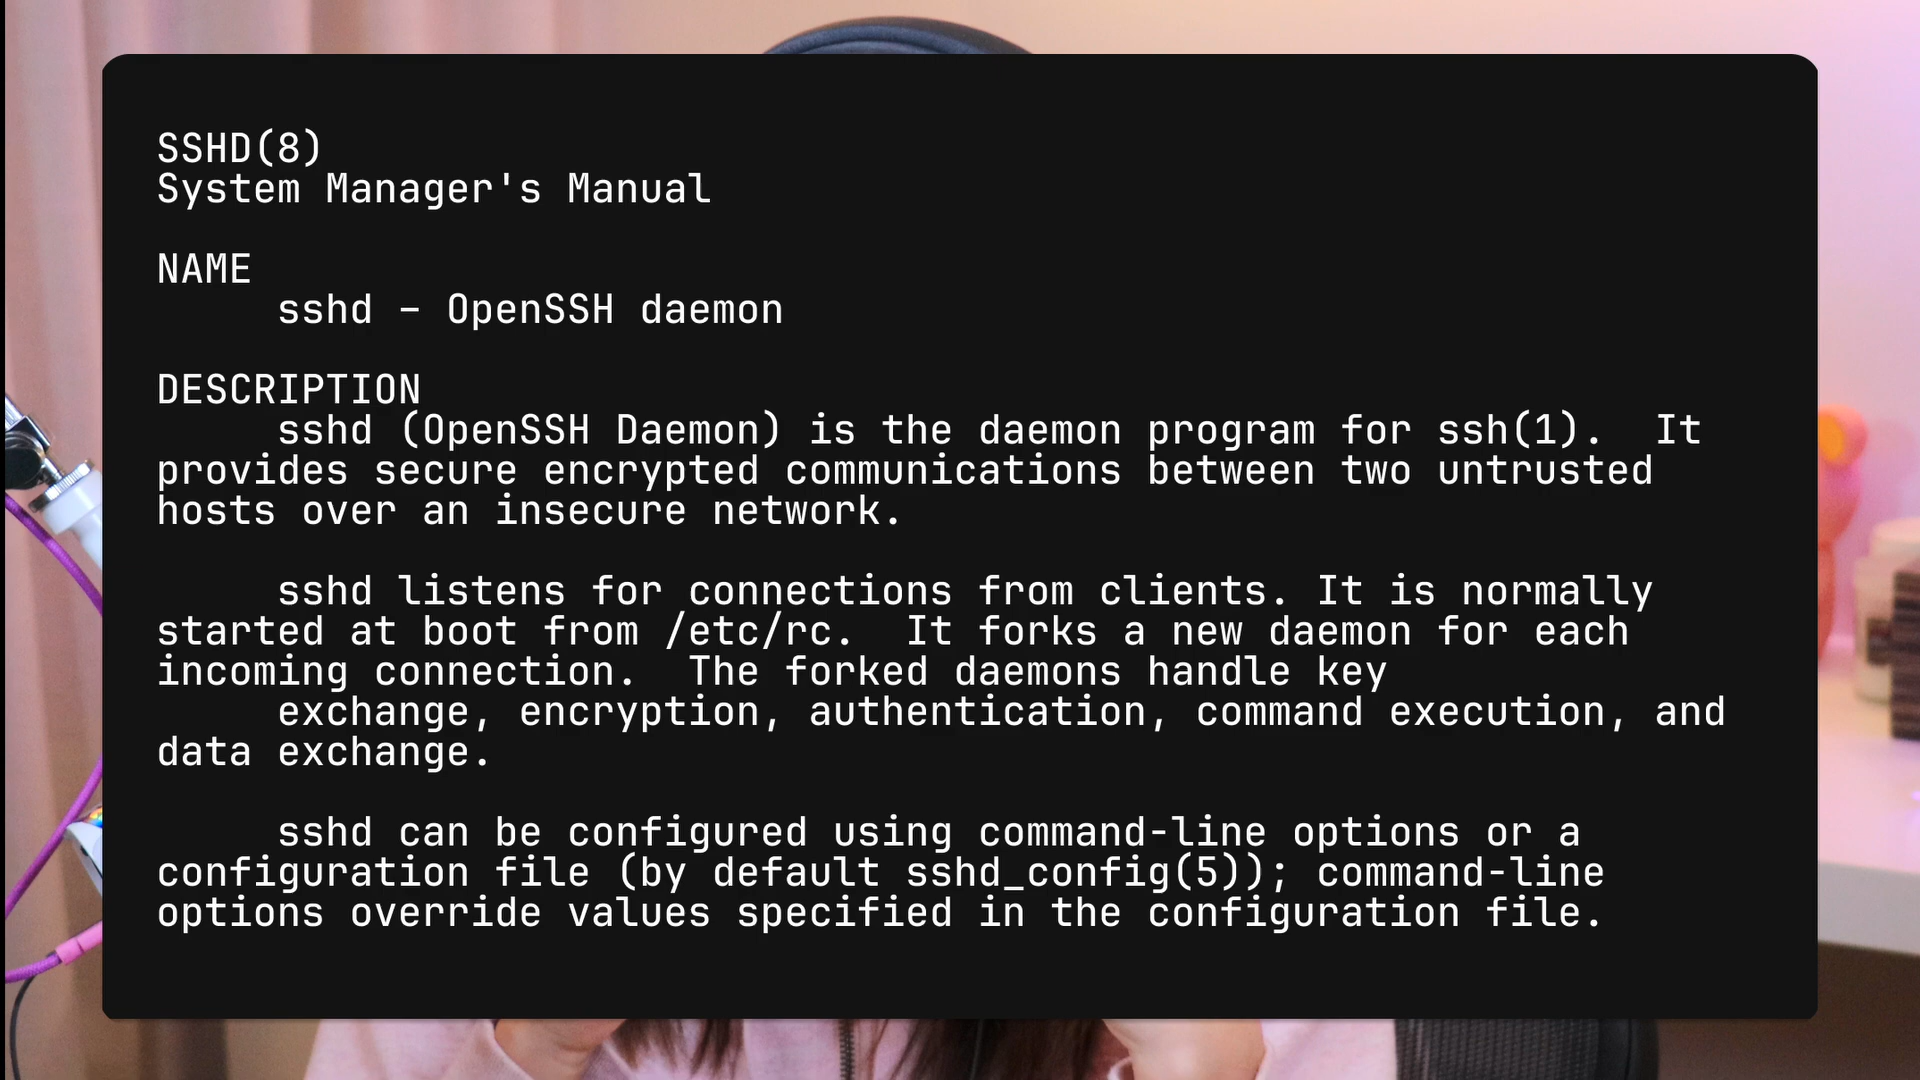 SSHD(8)
System Manager's Manual
NAME
sshd – OpenSSH daemon
DESCRIPTION
sshd (OpenSSH Daemon) is the daemon program for ssh(1).  It
provides secure encrypted communications between two untrusted
hosts over an insecure network.
sshd listens for connections from clients. It is normally
started at boot from /etc/rc.  It forks a new daemon for each
incoming connection.  The forked daemons handle key
exchange, encryption, authentication, command execution, and
data exchange.
sshd can be configured using command-line options or a
configuration file (by default sshd_config(5)); command-line
options override values specified in the configuration file.